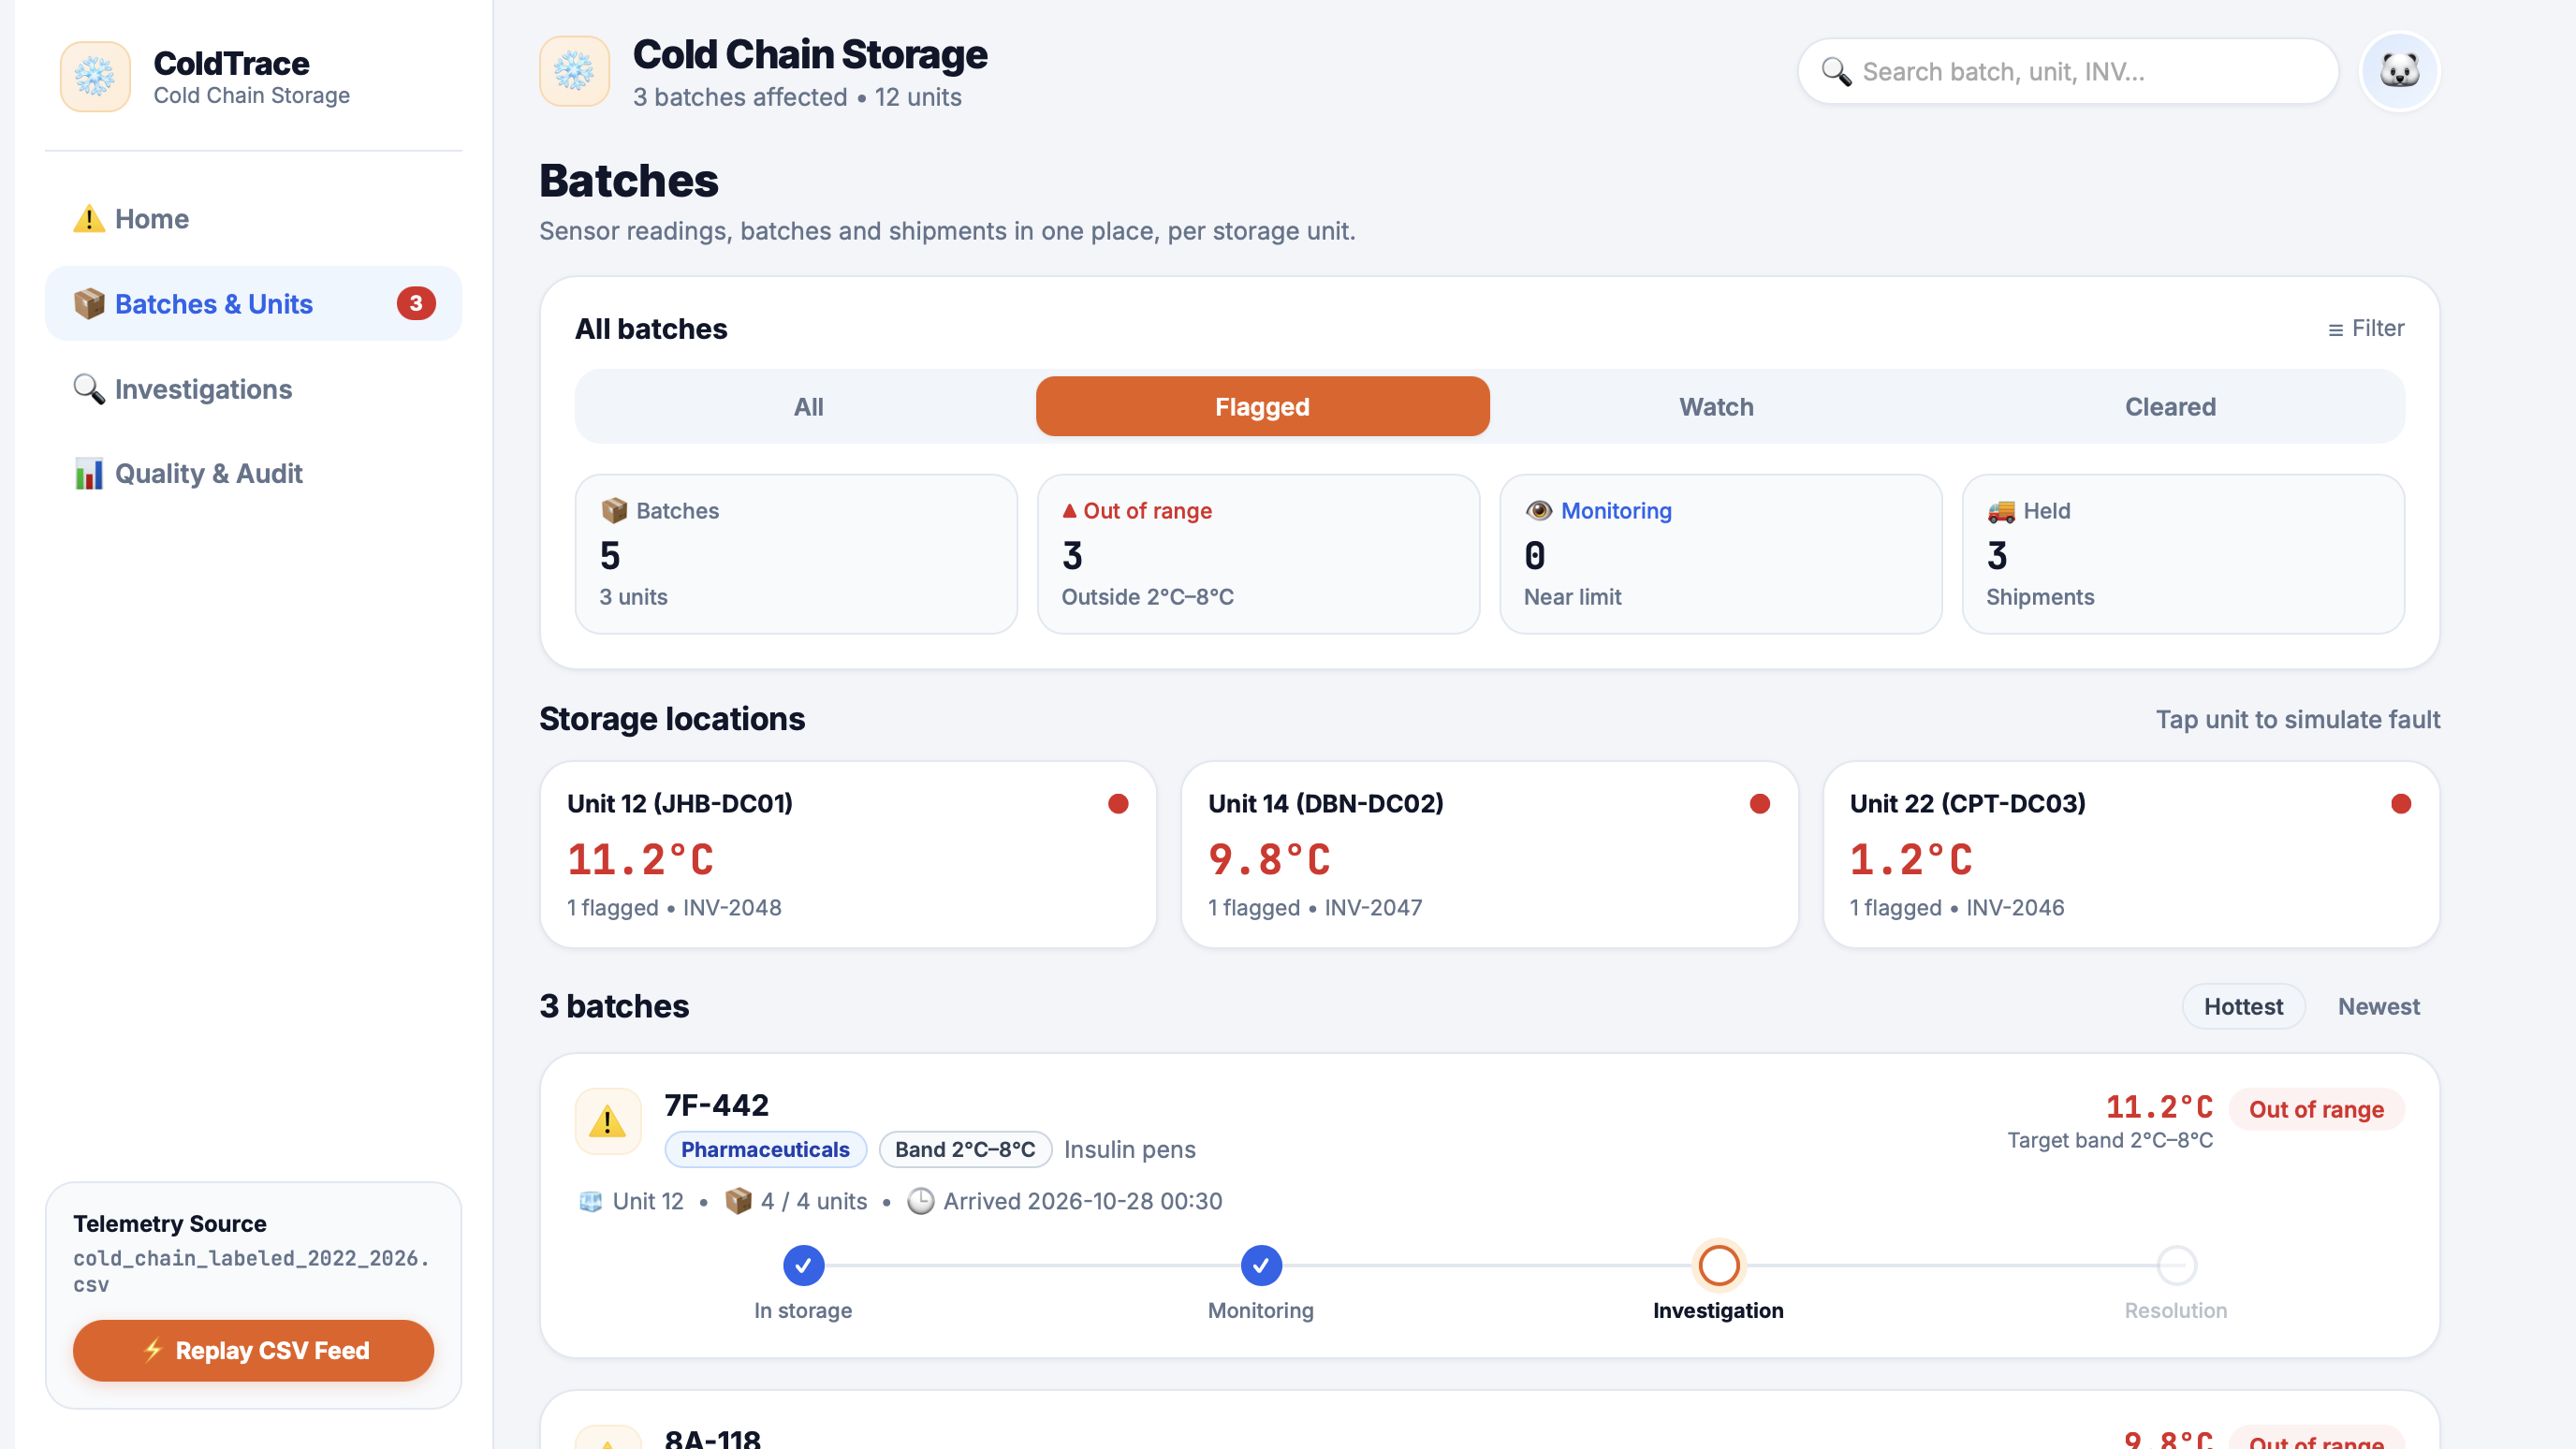 ColdTrace
Cold Chain Storage
Home
Batches & Units
3
Investigations
Quality & Audit
Telemetry Source
cold_chain_labeled_2022_2026.
csv
Replay CSV Feed
Cold Chain Storage
3 batches affected • 12 units
Search batch, unit, INV...
Batches
Sensor readings, batches and shipments in one place, per storage unit.
All batches
Filter
All
Flagged
Watch
Cleared
Batches
5
3 units
Out of range
3
Outside 2°C–8°C
Monitoring
0
Near limit
Held
3
Shipments
Storage locations
Tap unit to simulate fault
Unit 12 (JHB-DC01)
11.2°C
1 flagged • INV-2048
Unit 14 (DBN-DC02)
9.8°C
1 flagged • INV-2047
Unit 22 (CPT-DC03)
1.2°C
1 flagged • INV-2046
3 batches
Hottest
Newest
7F-442
Pharmaceuticals
Band 2°C–8°C
Insulin pens
11.2°C
Out of range
Target band 2°C–8°C
Unit 12 • 4 / 4 units • Arrived 2026-10-28 00:30
In storage
Monitoring
Investigation
Resolution
8A-118
9.8°C
Out of range